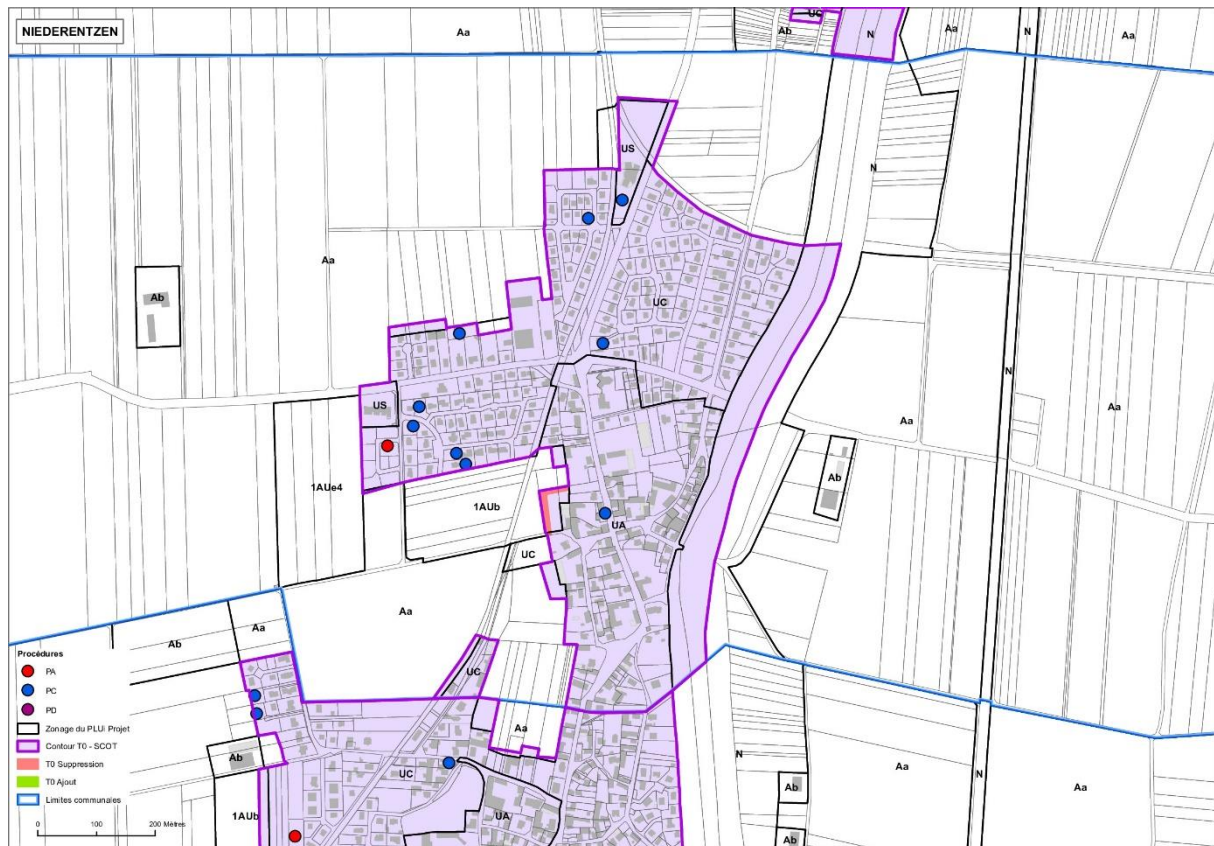 NIEDERENTZEN
Aa
UC
Ab
N
Aa
N
Aa
US
N
Aa
Ab
UC
N
US
Aa
Aa
Ab
1AUe4
1AUb
UA
UC
Aa
Ab
Aa
UC
Aa
Ab
UC
UA
1AUb
N
Aa
N
Ab
Aa
Ab
Procédures
PA
PC
PD
Zonage du PLUi Projet
Contour T0 - SCOT
T0 Suppression
T0 Ajout
Limites communales
0 100 200 Mètres